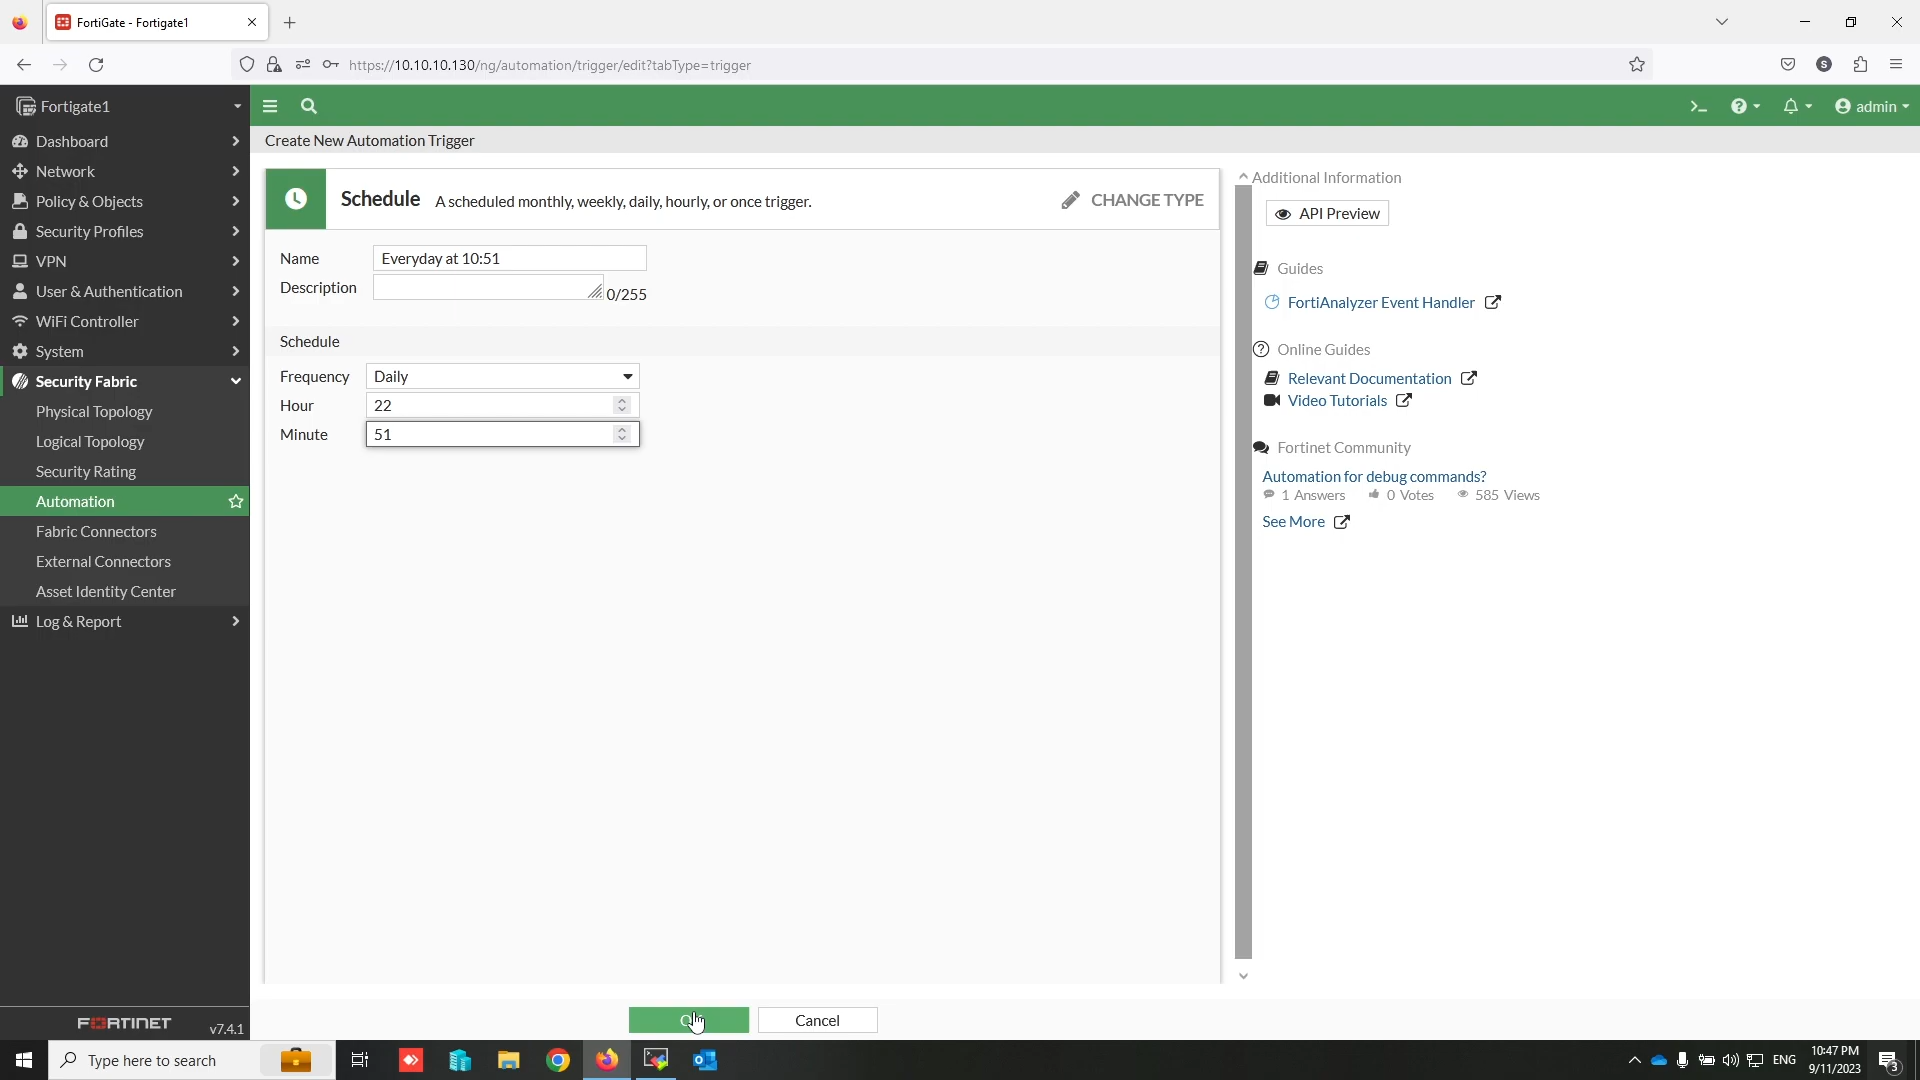 FortiGate - Fortigate1
https://10.10.10.130/ng/automation/trigger/edit?tabType=trigger
S
Fortigate1
admin
Dashboard
Network
Policy & Objects
Security Profiles
VPN
User & Authentication
WiFi Controller
System
Security Fabric
Physical Topology
Logical Topology
Security Rating
Automation
Fabric Connectors
External Connectors
Asset Identity Center
Log & Report
FORTINET
v7.4.1
Create New Automation Trigger
Schedule A scheduled monthly, weekly, daily, hourly, or once trigger.
CHANGE TYPE
Name Everyday at 10:51
Description 0/255
Schedule
Frequency Daily
Hour 22
Minute 51
Cancel
Additional Information
API Preview
Guides
FortiAnalyzer Event Handler
Online Guides
Relevant Documentation
Video Tutorials
Fortinet Community
Automation for debug commands?
1 Answers 0 Votes 585 Views
See More
Type here to search
ENG
10:47 PM
9/11/2023
3